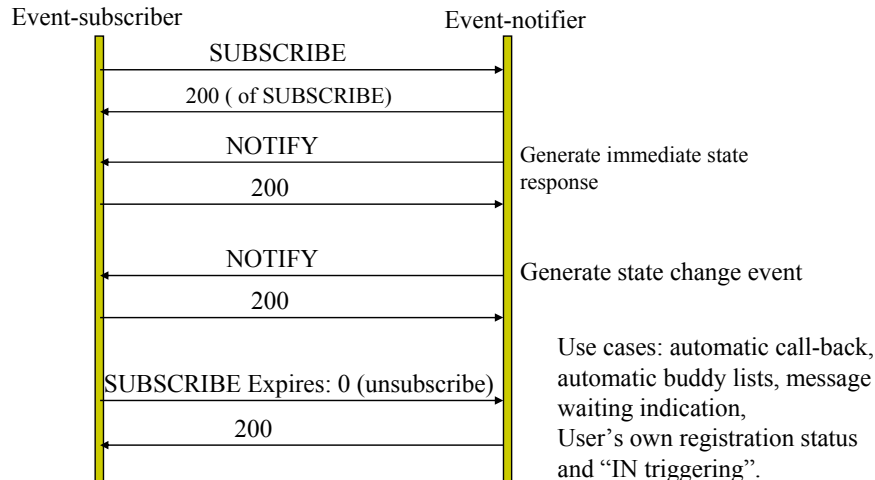 Event-subscriber
Event-notifier
SUBSCRIBE
200 ( of SUBSCRIBE)
NOTIFY
Generate immediate state
response
200
NOTIFY
Generate state change event
200
Use cases: automatic call-back,
automatic buddy lists, message
waiting indication,
User’s own registration status
and “IN triggering”.
SUBSCRIBE Expires: 0 (unsubscribe)
200